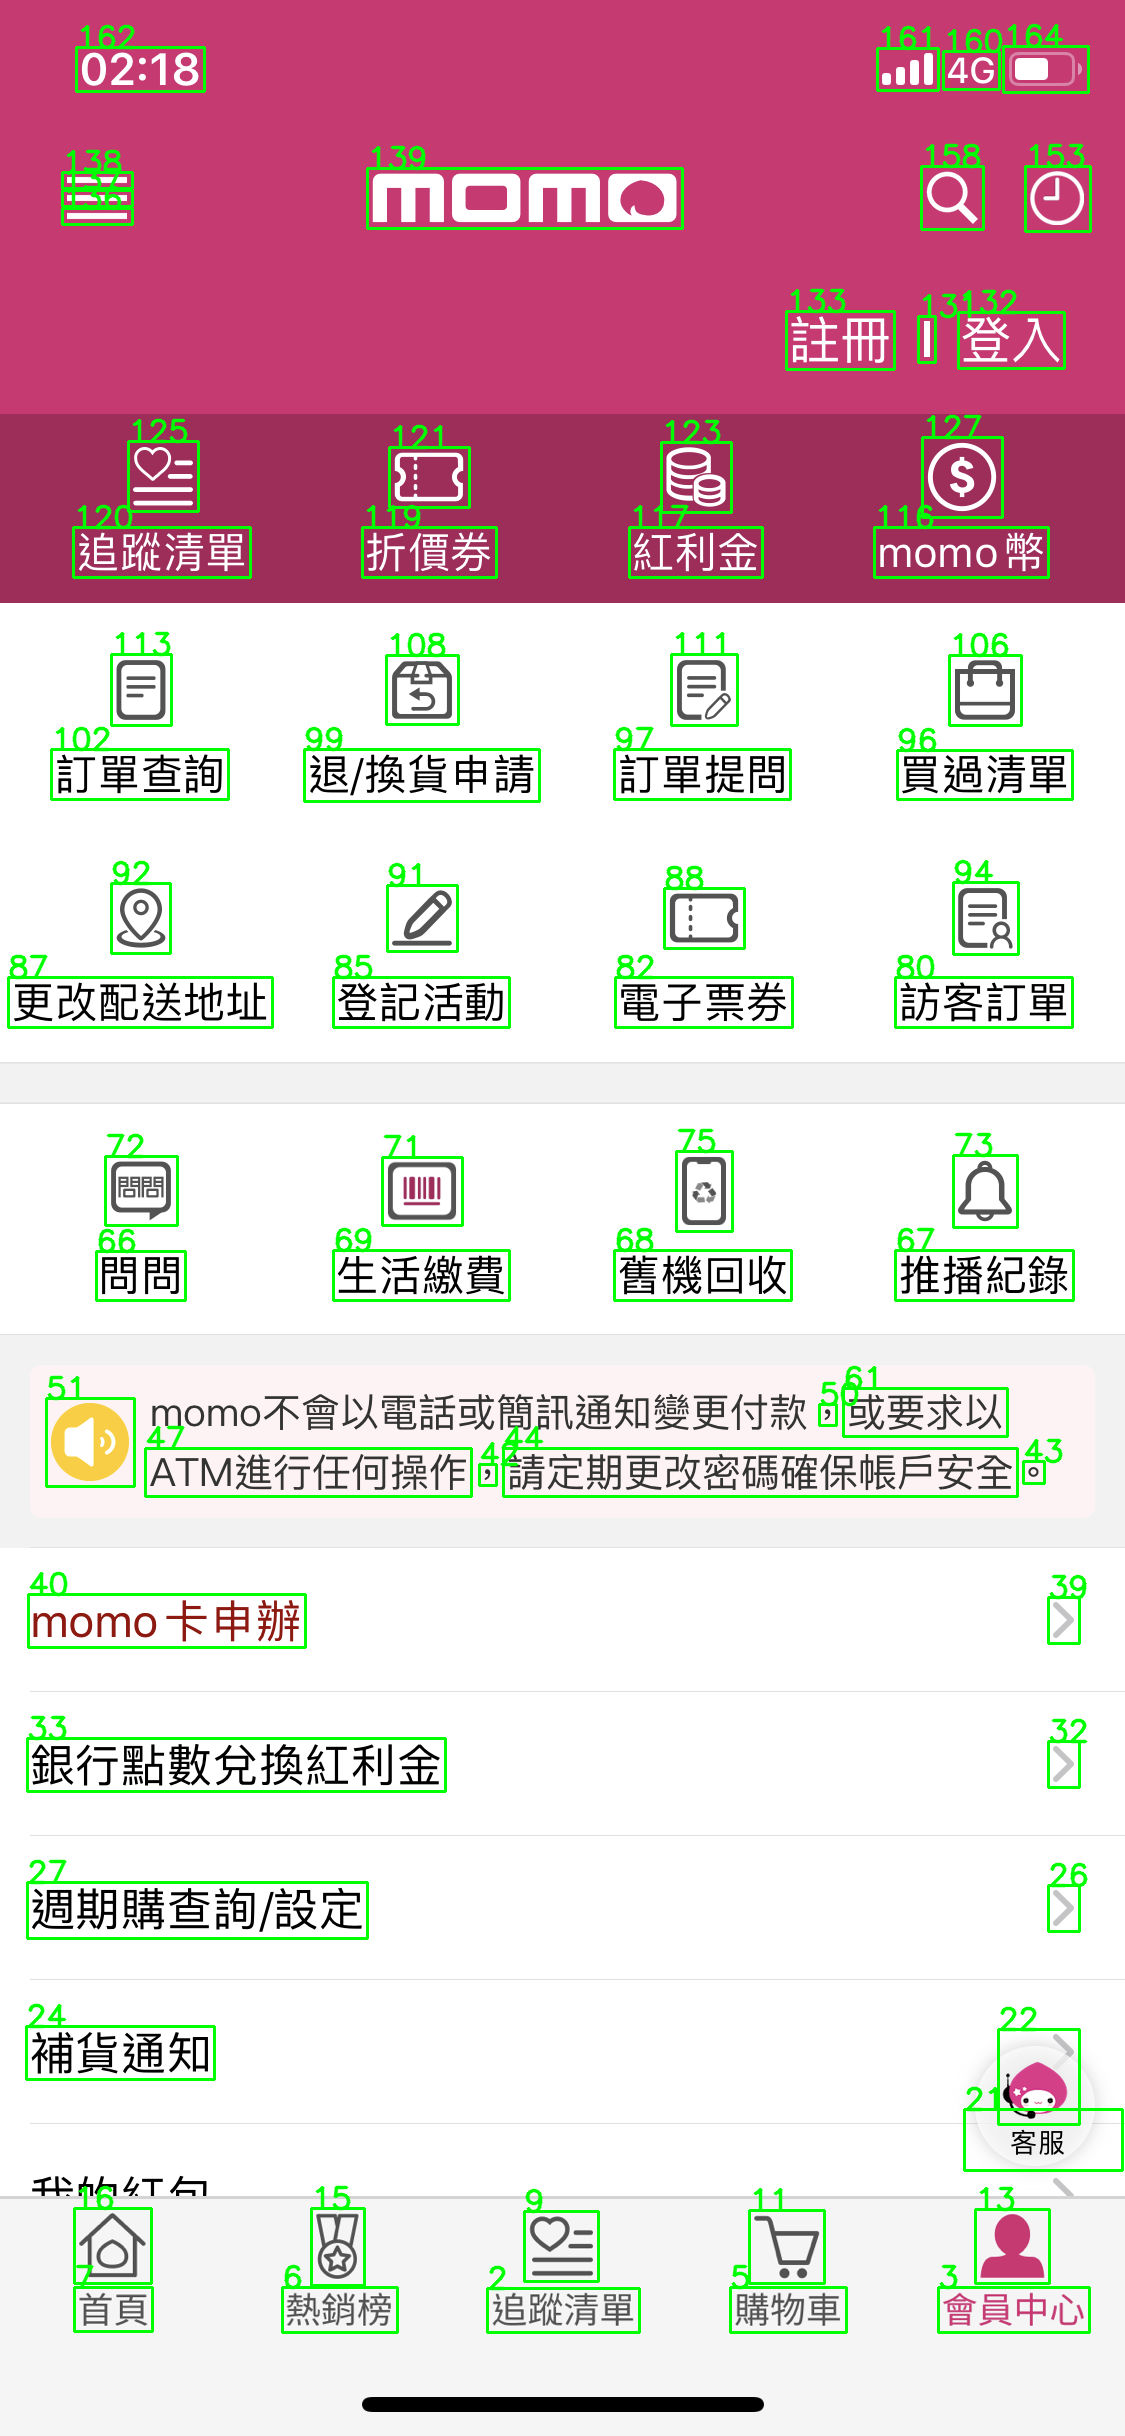 162 161 160 164
02:18 4G
138 139 158 153
137
136
momo
133 131 132
註冊 | 登入
125 121 123 127
120 119 117 116
追蹤清單 折價券 紅利金 momo幣
113 108 111 106
102 99 97 96
訂單查詢 退/換貨申請 訂單提問 買過清單
92 91 88 94
87 85 82 80
更改配送地址 登記活動 電子票券 訪客訂單
72 71 75 73
問問
66 69 68 67
問問 生活繳費 舊機回收 推播紀錄
51 50 61
momo不會以電話或簡訊通知變更付款，或要求以
47 42 44 43
ATM進行任何操作，請定期更改密碼確保帳戶安全。
40 39
momo卡申辦
33 32
銀行點數兌換紅利金
27 26
週期購查詢/設定
24 22
補貨通知
21
客服
我的紅包
16 15 9 11 13
7 6 2 5 3
首頁 熱銷榜 追蹤清單 購物車 會員中心